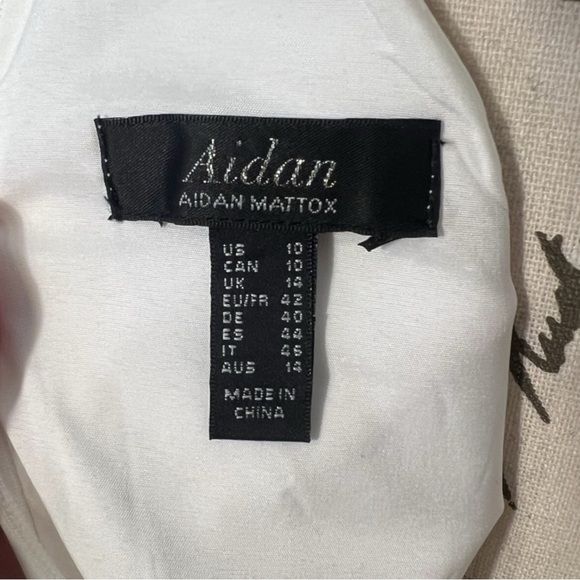 Aidan
AIDAN MATTOX
US 10
CAN 10
UK 14
EU/FR 42
DE 40
ES 44
IT 46
AUS 14
MADE IN
CHINA